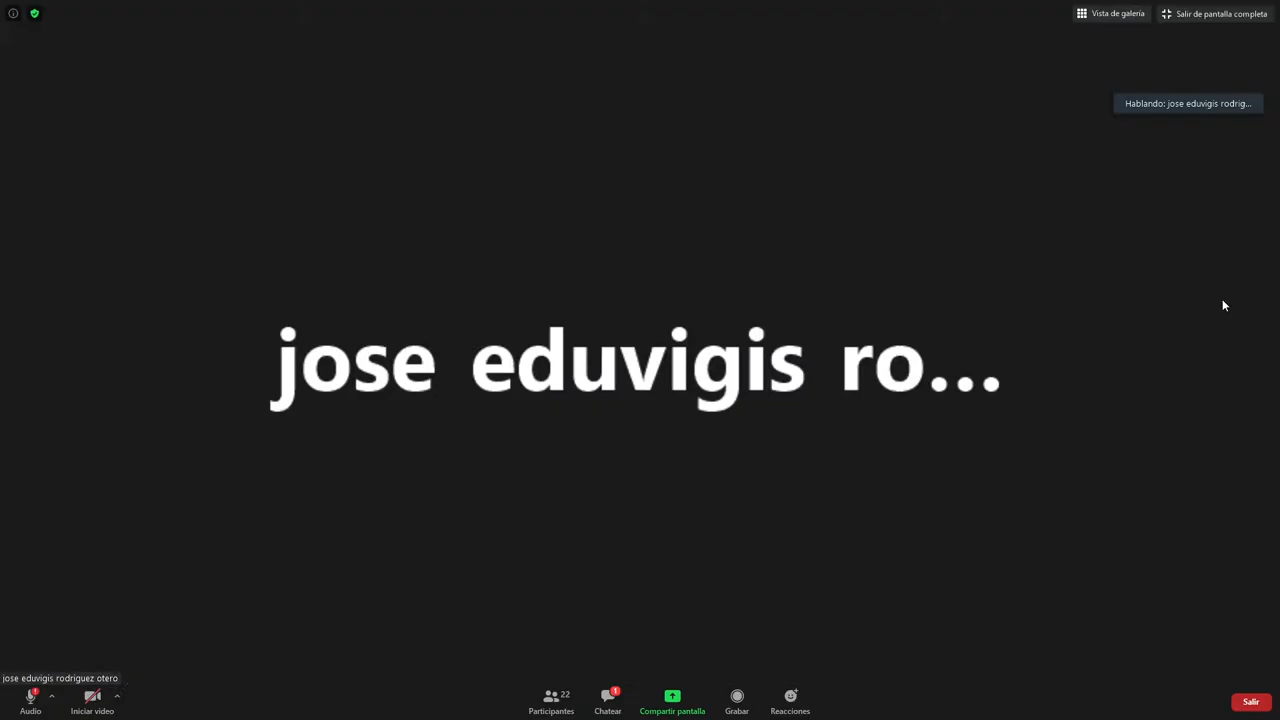 Vista de galería
Salir de pantalla completa
Hablando: jose eduvigis rodrig...
jose eduvigis ro...
jose eduvigis rodriguez otero
Audio
Iniciar video
22
Participantes
1
Chatear
Compartir pantalla
Grabar
Reacciones
Salir